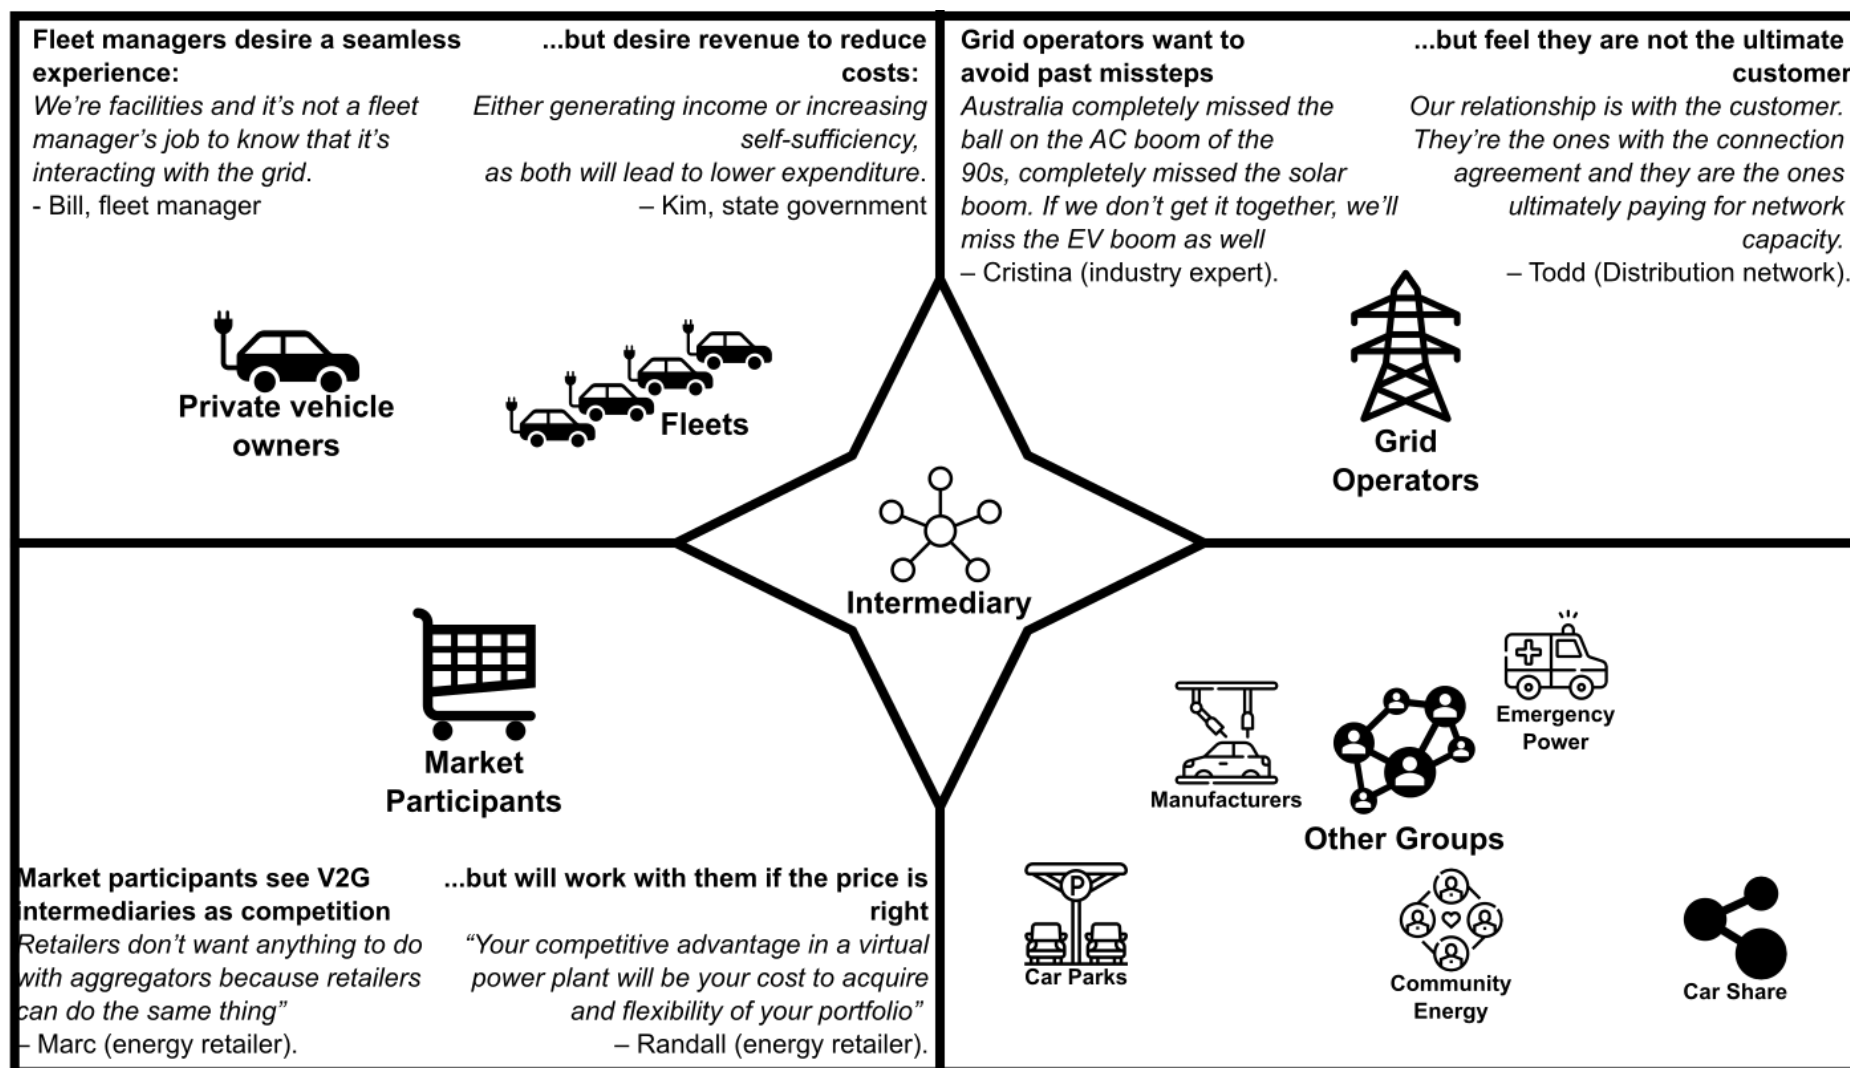 Fleet managers desire a seamless
experience:
We're facilities and it's not a fleet
manager's job to know that it's
interacting with the grid.
- Bill, fleet manager
...but desire revenue to reduce
costs:
Either generating income or increasing
self-sufficiency,
as both will lead to lower expenditure.
– Kim, state government
Private vehicle
owners
Fleets
Grid operators want to
avoid past missteps
Australia completely missed the
ball on the AC boom of the
90s, completely missed the solar
boom. If we don't get it together, we'll
miss the EV boom as well
– Cristina (industry expert).
...but feel they are not the ultimate
customer
Our relationship is with the customer.
They're the ones with the connection
agreement and they are the ones
ultimately paying for network
capacity.
– Todd (Distribution network).
Grid
Operators
Intermediary
Market
Participants
Market participants see V2G
intermediaries as competition
Retailers don't want anything to do
with aggregators because retailers
can do the same thing”
– Marc (energy retailer).
...but will work with them if the price is
right
“Your competitive advantage in a virtual
power plant will be your cost to acquire
and flexibility of your portfolio”
– Randall (energy retailer).
Emergency
Power
Manufacturers
Other Groups
P
Car Parks
Community
Energy
Car Share